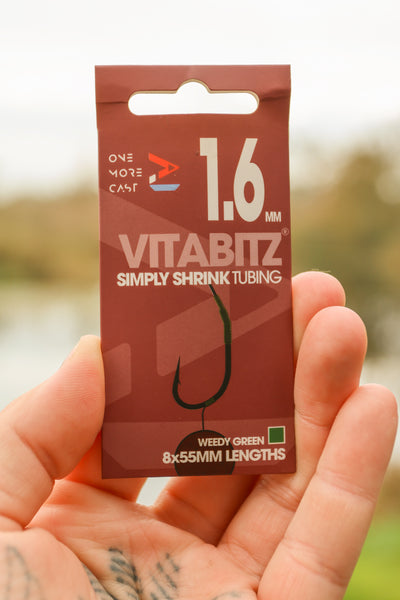 ONE
MORE
CAST
1.6 MM
VITABITZ®
SIMPLY SHRINK TUBING
WEEDY GREEN
8x55MM LENGTHS